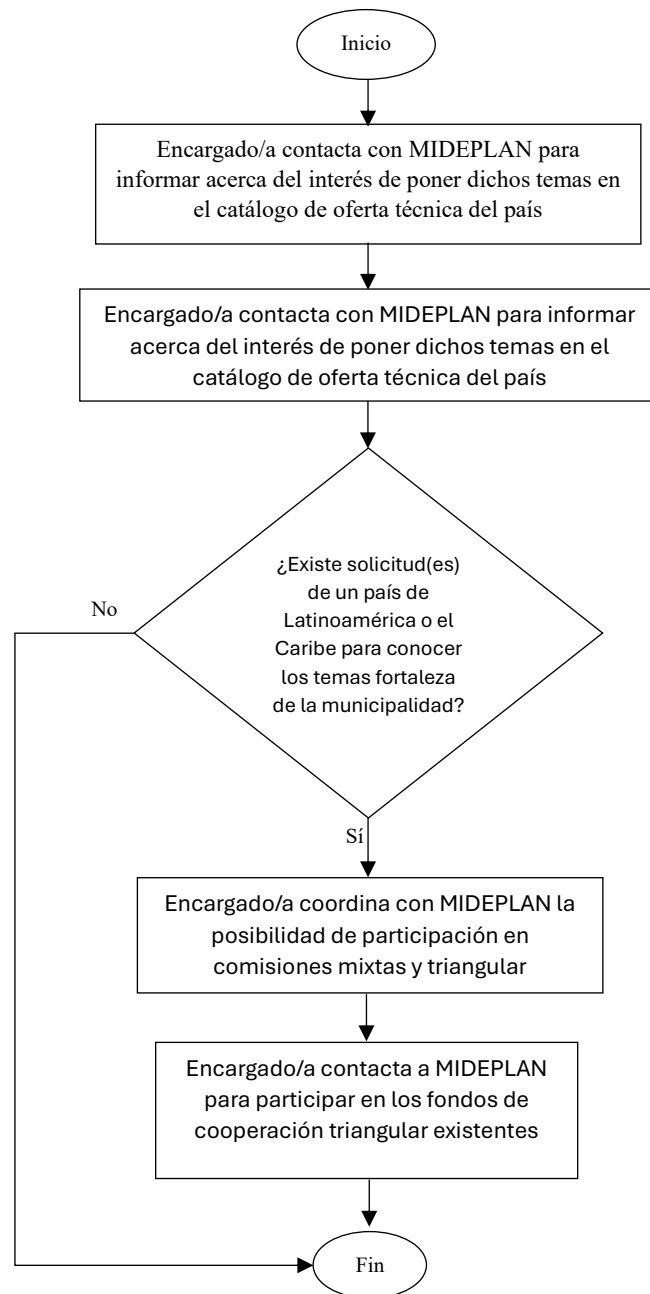 Inicio
Encargado/a contacta con MIDEPLAN para
informar acerca del interés de poner dichos temas en
el catálogo de oferta técnica del país
Encargado/a contacta con MIDEPLAN para informar
acerca del interés de poner dichos temas en el
catálogo de oferta técnica del país
¿Existe solicitud(es)
de un país de
Latinoamérica o el
Caribe para conocer
los temas fortaleza
de la municipalidad?
No
Sí
Encargado/a coordina con MIDEPLAN la
posibilidad de participación en
comisiones mixtas y triangular
Encargado/a contacta a MIDEPLAN
para participar en los fondos de
cooperación triangular existentes
Fin